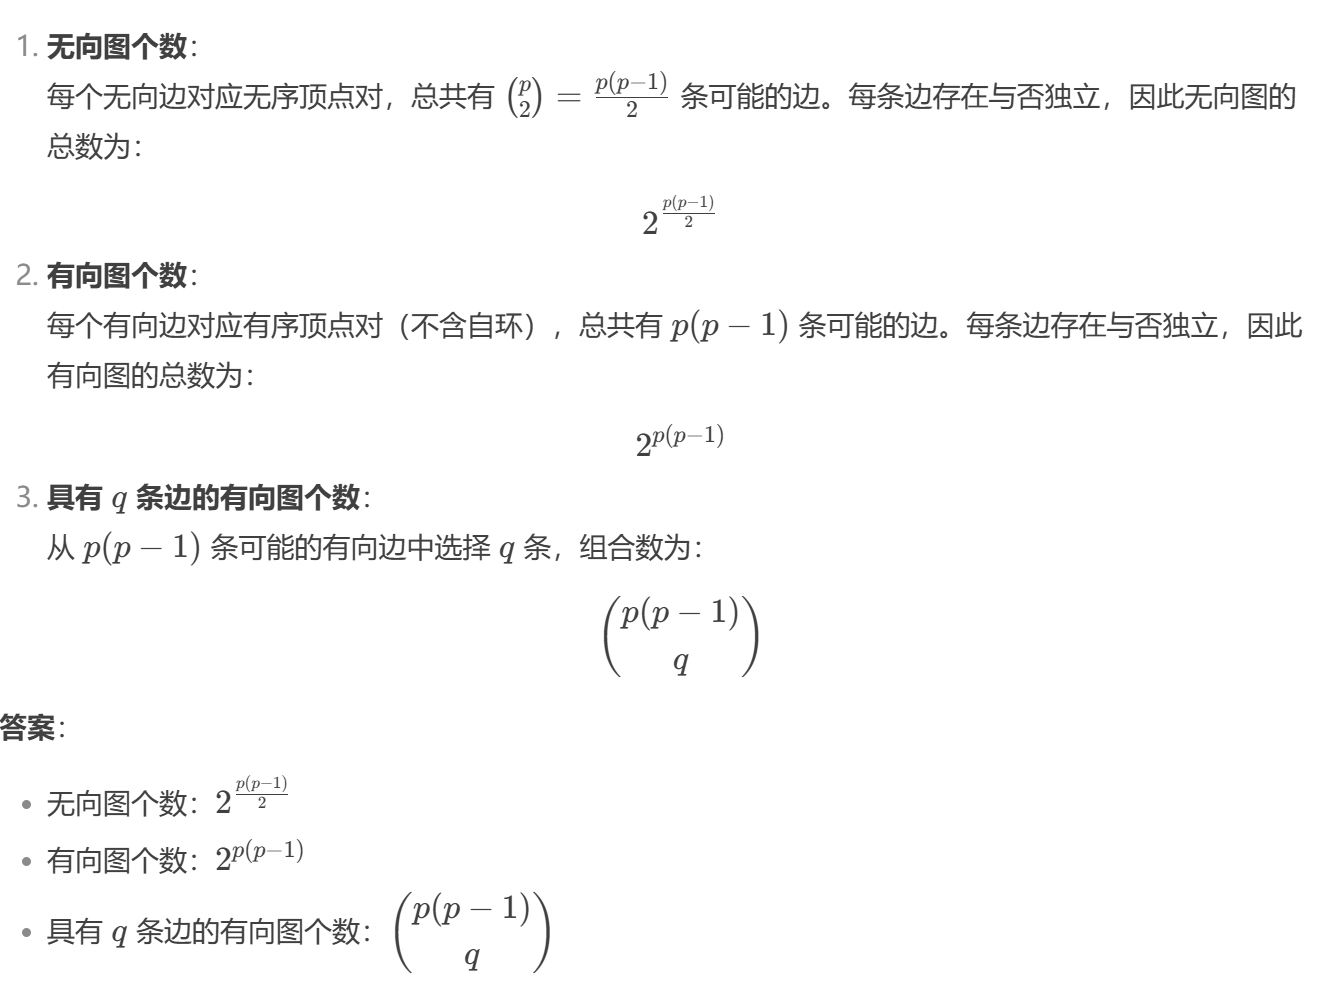 1. 无向图个数：
每个无向边对应无序顶点对，总共有 $\binom{p}{2} = \frac{p(p-1)}{2}$ 条可能的边。每条边存在与否独立，因此无向图的
总数为：
$2^{\frac{p(p-1)}{2}}$
2. 有向图个数：
每个有向边对应有序顶点对（不含自环），总共有 $p(p-1)$ 条可能的边。每条边存在与否独立，因此
有向图的总数为：
$2^{p(p-1)}$
3. 具有 $q$ 条边的有向图个数：
从 $p(p-1)$ 条可能的有向边中选择 $q$ 条，组合数为：
$\binom{p(p-1)}{q}$
答案：
• 无向图个数：$2^{\frac{p(p-1)}{2}}$
• 有向图个数：$2^{p(p-1)}$
• 具有 $q$ 条边的有向图个数：$\binom{p(p-1)}{q}$